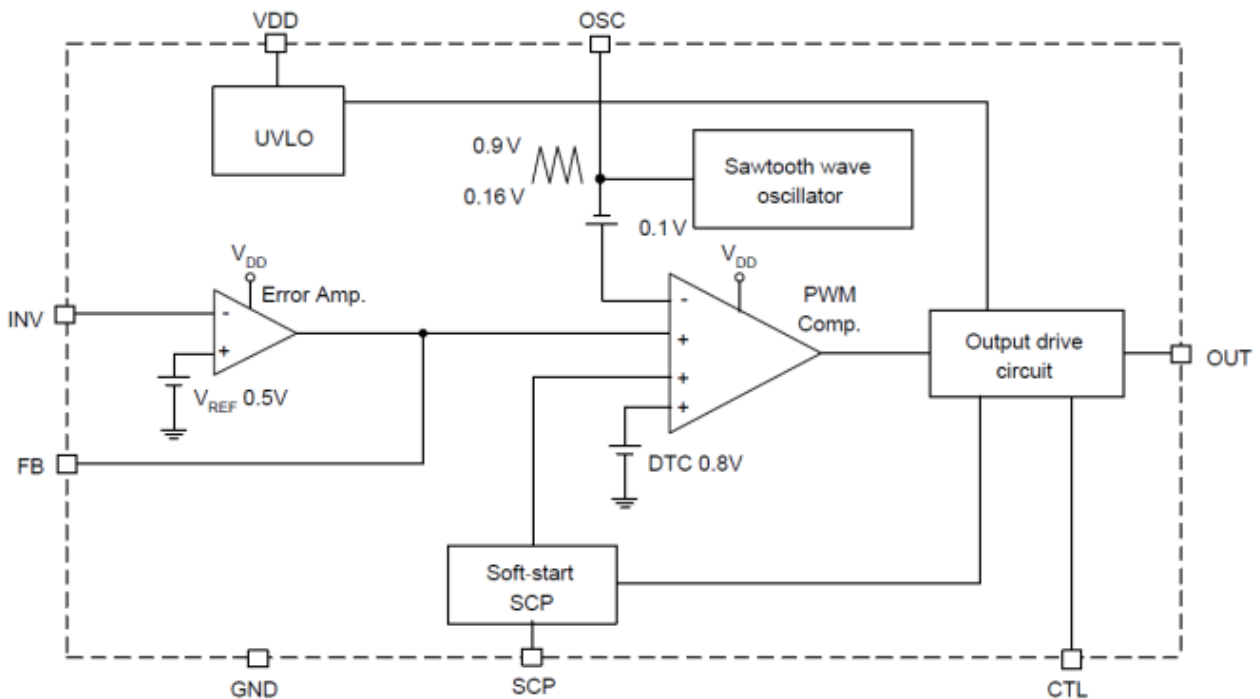 VDD
OSC
UVLO
0.9 V
0.16 V
Sawtooth wave
oscillator
0.1 V
VDD
Error Amp.
-
+
VREF 0.5V
VDD
PWM
Comp.
-
+
+
+
DTC 0.8V
INV
FB
Output drive
circuit
OUT
Soft-start
SCP
GND
SCP
CTL